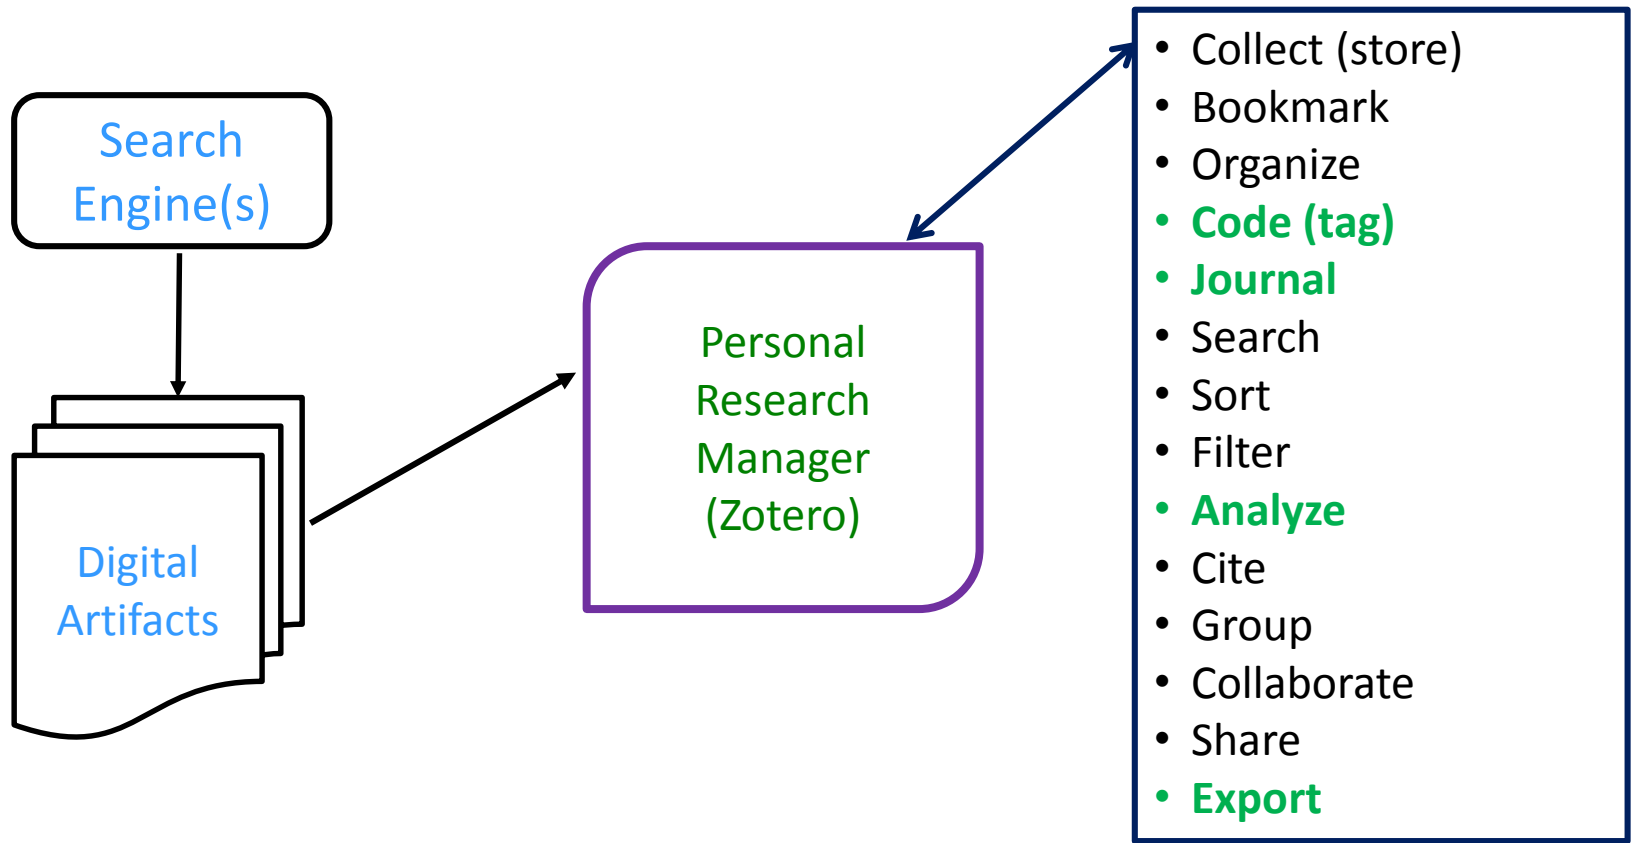 Search
Engine(s)
Digital
Artifacts
Personal
Research
Manager
(Zotero)
• Collect (store)
• Bookmark
• Organize
• Code (tag)
• Journal
• Search
• Sort
• Filter
• Analyze
• Cite
• Group
• Collaborate
• Share
• Export